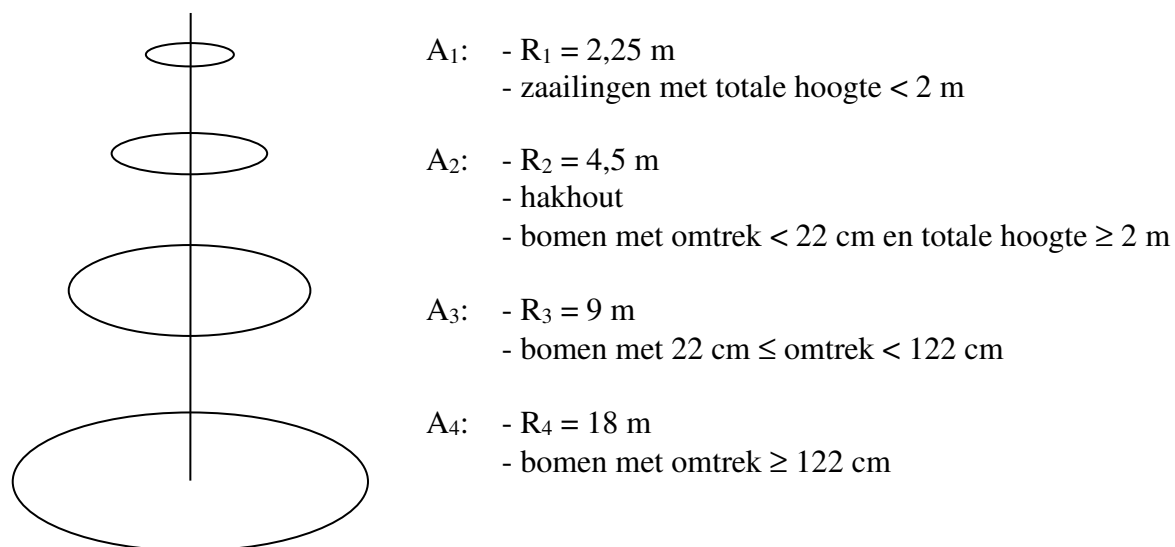 A₁: - R₁ = 2,25 m
- zaailingen met totale hoogte < 2 m
A₂: - R₂ = 4,5 m
- hakhout
- bomen met omtrek < 22 cm en totale hoogte ≥ 2 m
A₃: - R₃ = 9 m
- bomen met 22 cm ≤ omtrek < 122 cm
A₄: - R₄ = 18 m
- bomen met omtrek ≥ 122 cm